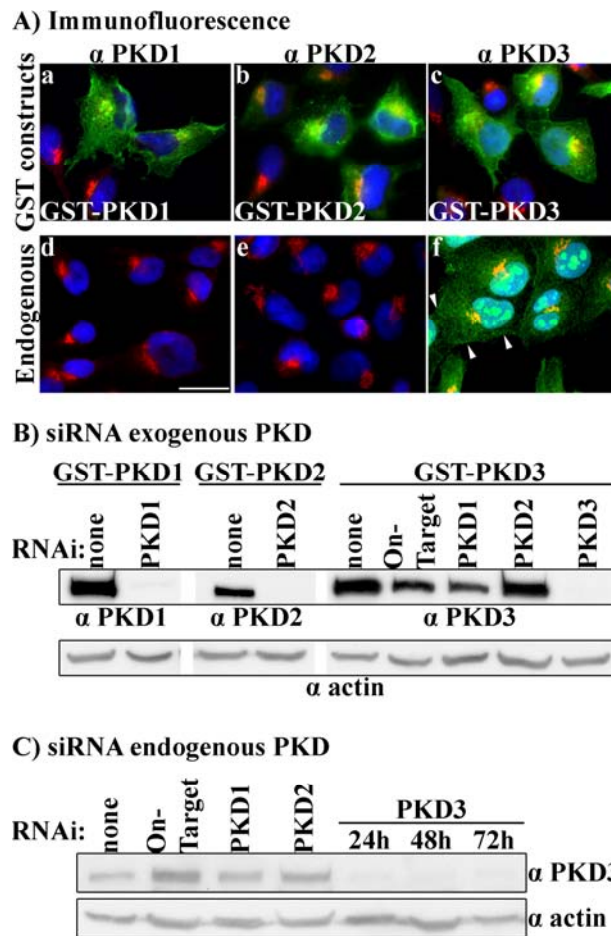 A) Immunofluorescence
α PKD1 α PKD2 α PKD3
GST constructs
a b c
GST-PKD1 GST-PKD2 GST-PKD3
Endogenous
d e f
B) siRNA exogenous PKD
GST-PKD1 GST-PKD2 GST-PKD3
RNAi: none PKD1 none PKD2 none On-Target PKD1 PKD2 PKD3
α PKD1 α PKD2 α PKD3
α actin
C) siRNA endogenous PKD
PKD3
RNAi: none On-Target PKD1 PKD2 24h 48h 72h
α PKD3
α actin